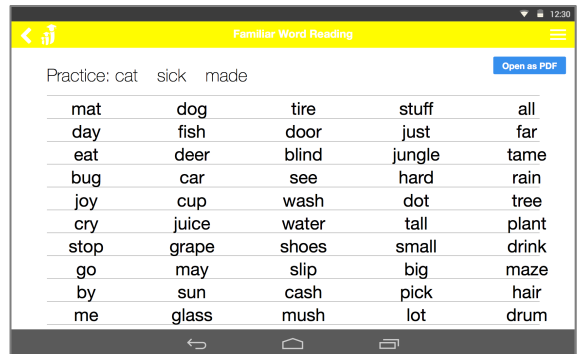 12:30
Familiar Word Reading
Open as PDF
Practice: cat sick made
mat dog tire stuff all
day fish door just far
eat deer blind jungle tame
bug car see hard rain
joy cup wash dot tree
cry juice water tall plant
stop grape shoes small drink
go may slip big maze
by sun cash pick hair
me glass mush lot drum